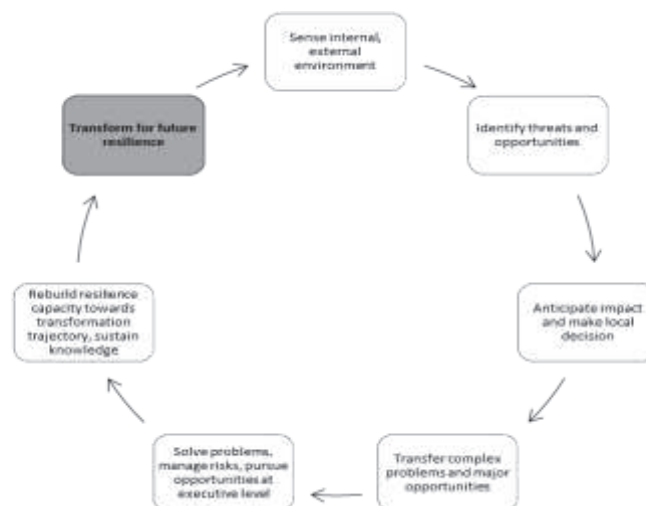 Sense internal,
external
environment
Transform for future
resilience
Identify threats and
opportunities
Rebuild resilience
capacity towards
transformation
trajectory, sustain
knowledge
Anticipate impact
and make local
decision
Solve problems,
manage risks, pursue
opportunities at
executive level
Transfer complex
problems and major
opportunities